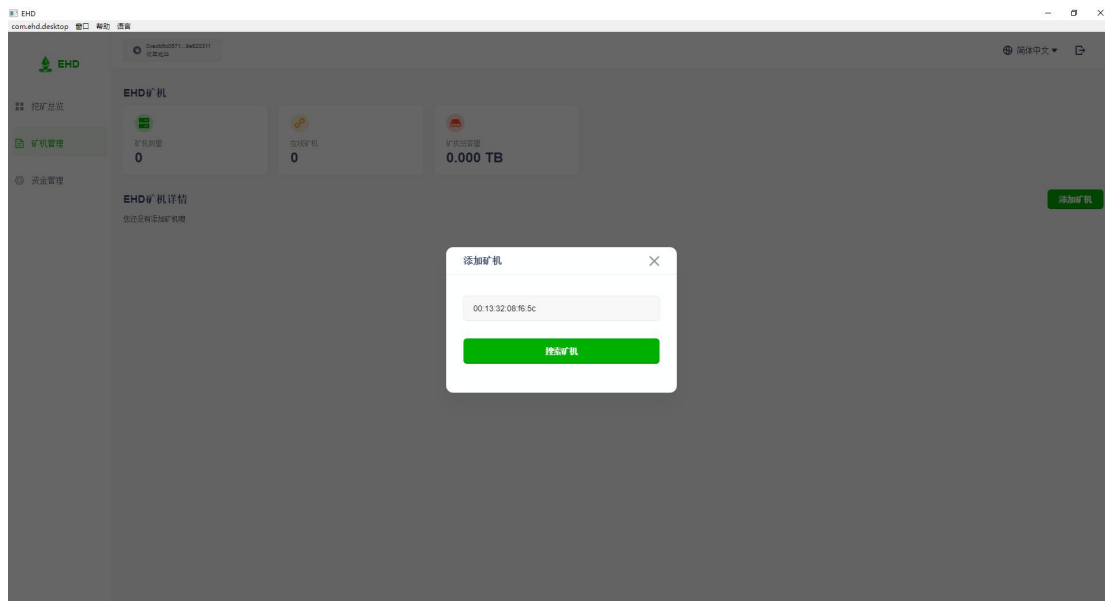 EHD
com.ehd.desktop 窗口 帮助 语言
EHD
收益地址
简体中文
挖矿总览
矿机管理
资金管理
EHD矿机
矿机数量
0
在线矿机
0
矿机总容量
0.000 TB
EHD矿机详情
添加矿机
您还没有添加矿机喔
添加矿机
00:13:32:08:f6:5c
搜索矿机